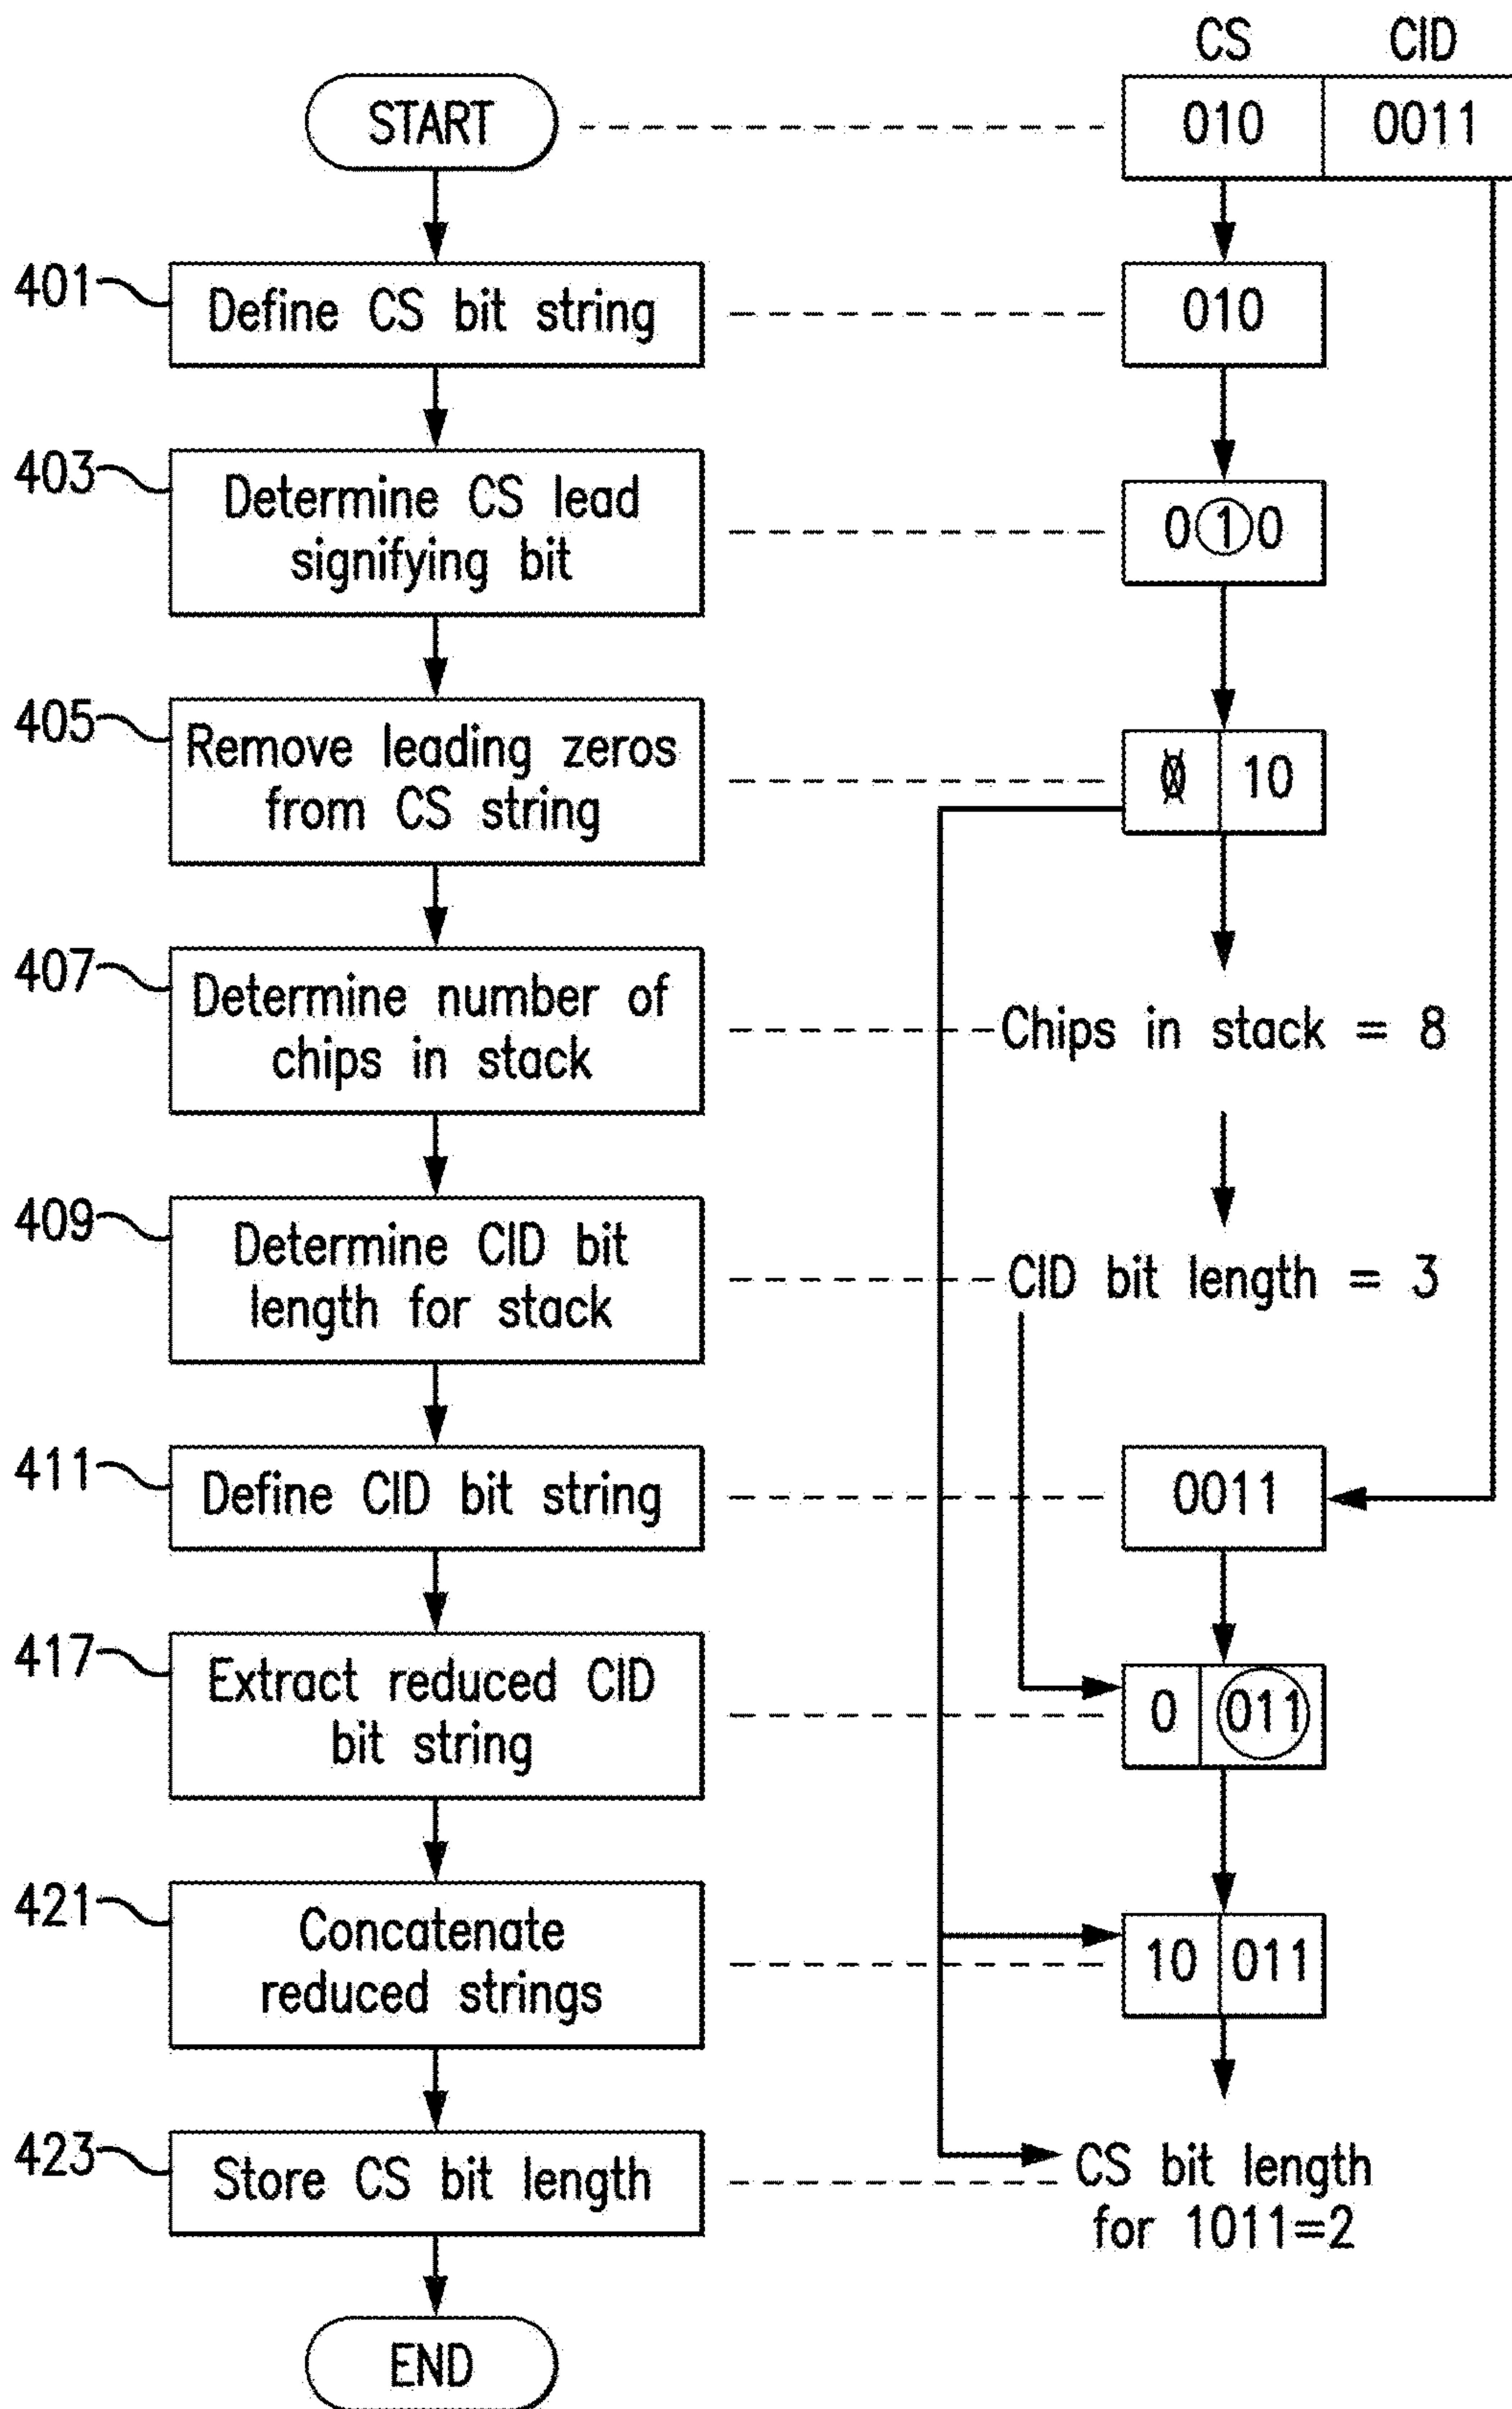 CS CID
START 010 0011
401 Define CS bit string 010
403 Determine CS lead
signifying bit 010
405 Remove leading zeros
from CS string 0 10
407 Determine number of
chips in stack Chips in stack = 8
409 Determine CID bit
length for stack CID bit length = 3
411 Define CID bit string 0011
417 Extract reduced CID
bit string 0 011
421 Concatenate
reduced strings 10 011
423 Store CS bit length CS bit length
for 1011=2
END